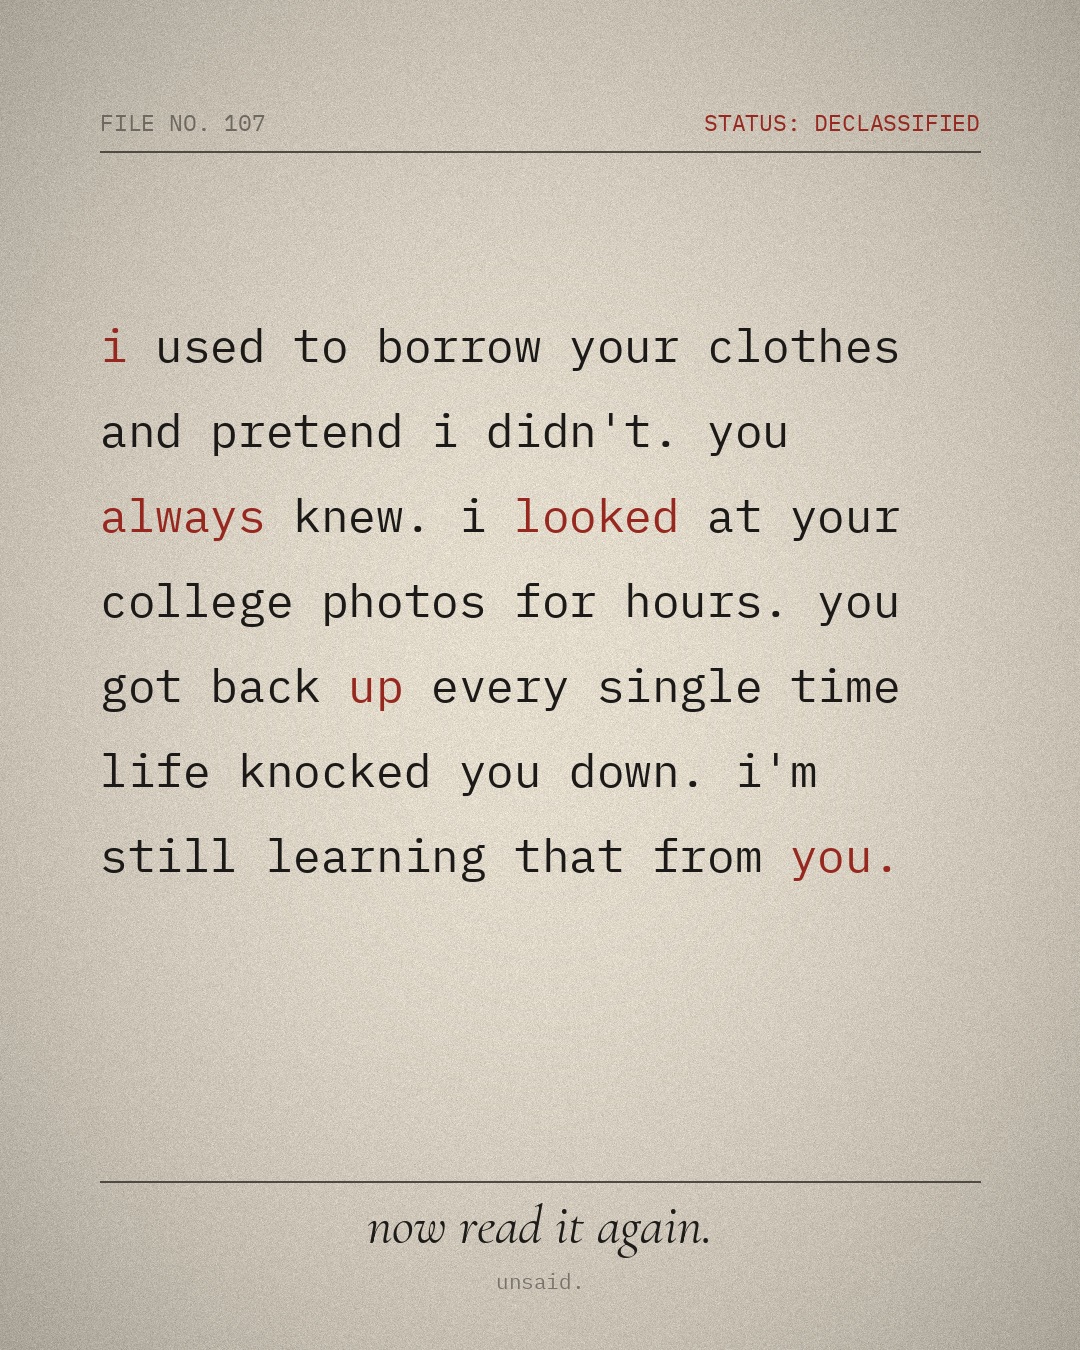 FILE NO. 107
STATUS: DECLASSIFIED
i used to borrow your clothes
and pretend i didn't. you
always knew. i looked at your
college photos for hours. you
got back up every single time
life knocked you down. i'm
still learning that from you.
now read it again.
unsaid.